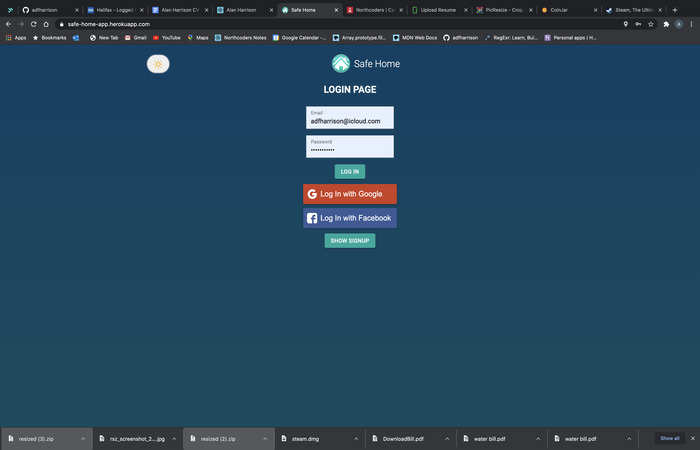 adfharrison
Halifax - Logged
Alan Harrison CV
Alan Harrison
Safe Home
Northcoders | C
Upload Resume
PicResize - Crop,
CoinJar
Steam, The Ultim
safe-home-app.herokuapp.com
Apps
Bookmarks
New Tab
Gmail
YouTube
Maps
Northcoders Notes
Google Calendar -...
Array.prototype.fil...
MDN Web Docs
adfharrison
RegExr: Learn, Bui...
Personal apps | H...
Safe Home
LOGIN PAGE
Email
adfharrison@icloud.com
Password
•••••••••••
LOG IN
Log In with Google
Log In with Facebook
SHOW SIGNUP
resized (3).zip
rsz_screenshot_2....jpg
resized (2).zip
steam.dmg
DownloadBill.pdf
water bill.pdf
water bill.pdf
Show all